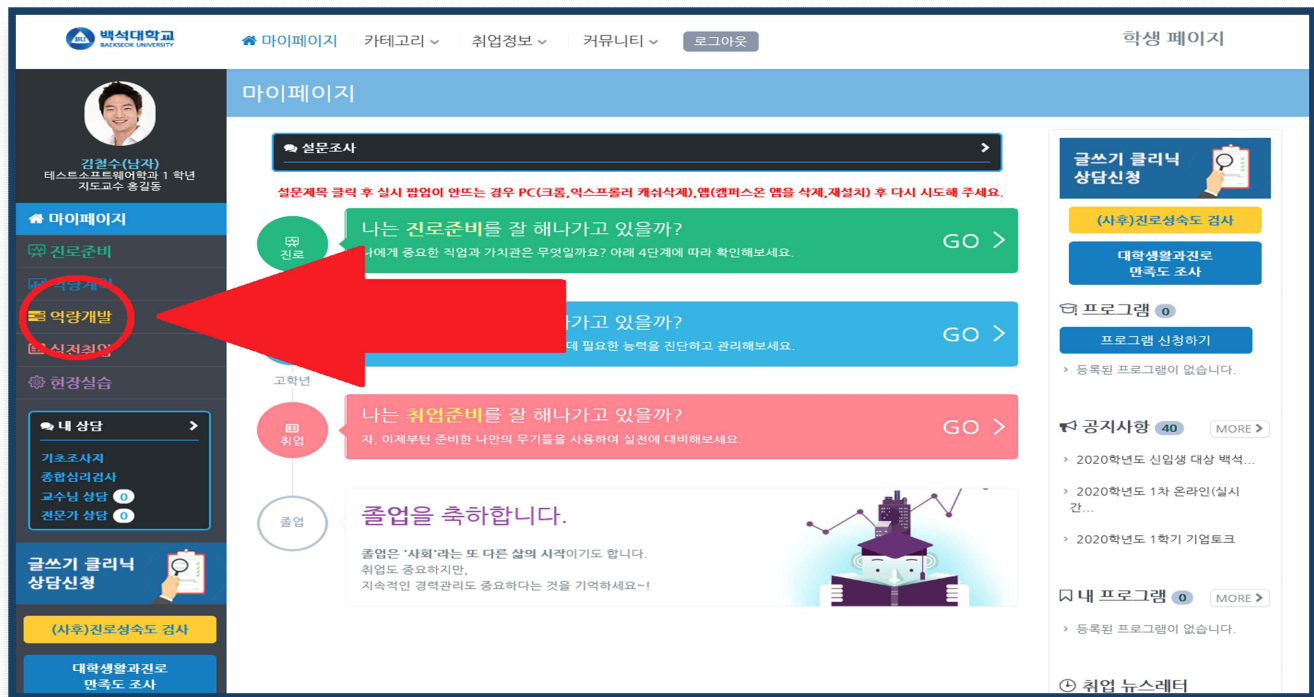 백석대학교
BAEKSEOK UNIVERSITY
마이페이지
카테고리
취업정보
커뮤니티
로그아웃
학생 페이지
김철수(남자)
테스트소프트웨어학과 1 학년
지도교수 홍길동
마이페이지
진로준비
역량개발
실전취업
현장실습
내 상담
기초조사지
종합심리검사
교수님 상담 0
전문가 상담 0
글쓰기 클리닉
상담신청
(사후)진로성숙도 검사
대학생활과진로
만족도 조사
마이페이지
설문조사
설문제목 클릭 후 실시 팝업이 안뜨는 경우 PC(크롬,익스프롤러 캐쉬삭제),앱(캠퍼스온 앱을 삭제,재설치) 후 다시 시도해 주세요.
진로
나는 진로준비를 잘 해나가고 있을까?
나에게 중요한 직업과 가치관은 무엇일까요? 아래 4단계에 따라 확인해보세요.
GO
있을까?
필요한 능력을 진단하고 관리해보세요.
GO
고학년
취업
나는 취업준비를 잘 해나가고 있을까?
자, 이제부턴 준비한 나만의 무기들을 사용하여 실전에 대비해보세요.
GO
졸업
졸업을 축하합니다.
졸업은 '사회'라는 또 다른 삶의 시작이기도 합니다.
취업도 중요하지만,
지속적인 경력관리도 중요하다는 것을 기억하세요~!
글쓰기 클리닉
상담신청
(사후)진로성숙도 검사
대학생활과진로
만족도 조사
프로그램 0
프로그램 신청하기
등록된 프로그램이 없습니다.
공지사항 40
MORE
2020학년도 신입생 대상 백석...
2020학년도 1차 온라인(실시
간...
2020학년도 1학기 기업토크
내 프로그램 0
MORE
등록된 프로그램이 없습니다.
취업 뉴스레터